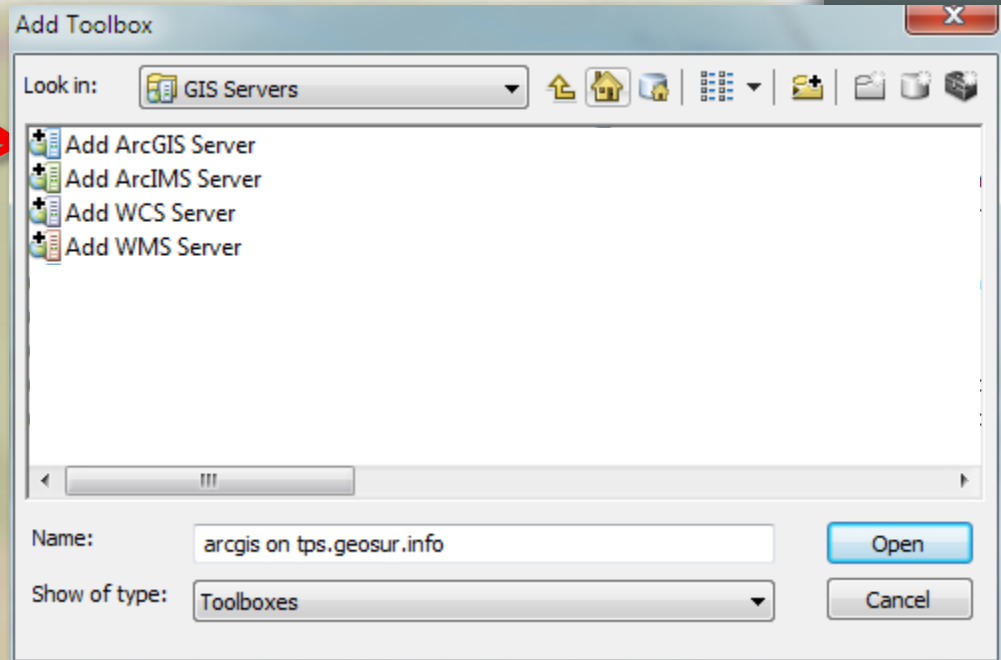 Add Toolbox
Look in: GIS Servers
Add ArcGIS Server
Add ArcIMS Server
Add WCS Server
Add WMS Server
Name: arcgis on tps.geosur.info Open
Show of type: Toolboxes Cancel